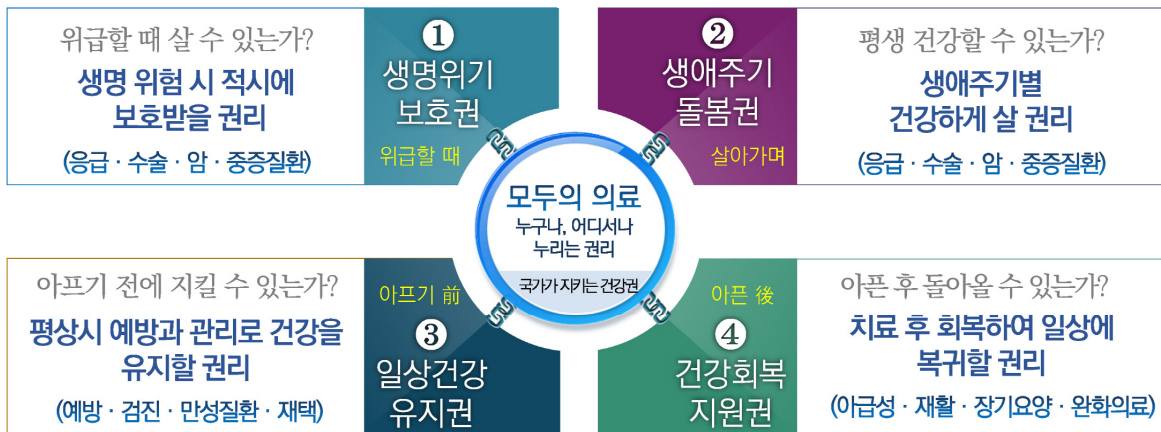 위급할 때 살 수 있는가?
생명 위험 시 적시에
보호받을 권리
(응급 · 수술 · 암 · 중증질환)
❶
생명위기
보호권
위급할 때
❷
생애주기
돌봄권
살아가며
평생 건강할 수 있는가?
생애주기별
건강하게 살 권리
(응급 · 수술 · 암 · 중증질환)
모두의 의료
누구나, 어디서나
누리는 권리
국가가 지키는 건강권
아프기 전에 지킬 수 있는가?
평상시 예방과 관리로 건강을
유지할 권리
(예방 · 검진 · 만성질환 · 재택)
아프기 前
❸
일상건강
유지권
아픈 後
❹
건강회복
지원권
아픈 후 돌아올 수 있는가?
치료 후 회복하여 일상에
복귀할 권리
(아급성 · 재활 · 장기요양 · 완화의료)